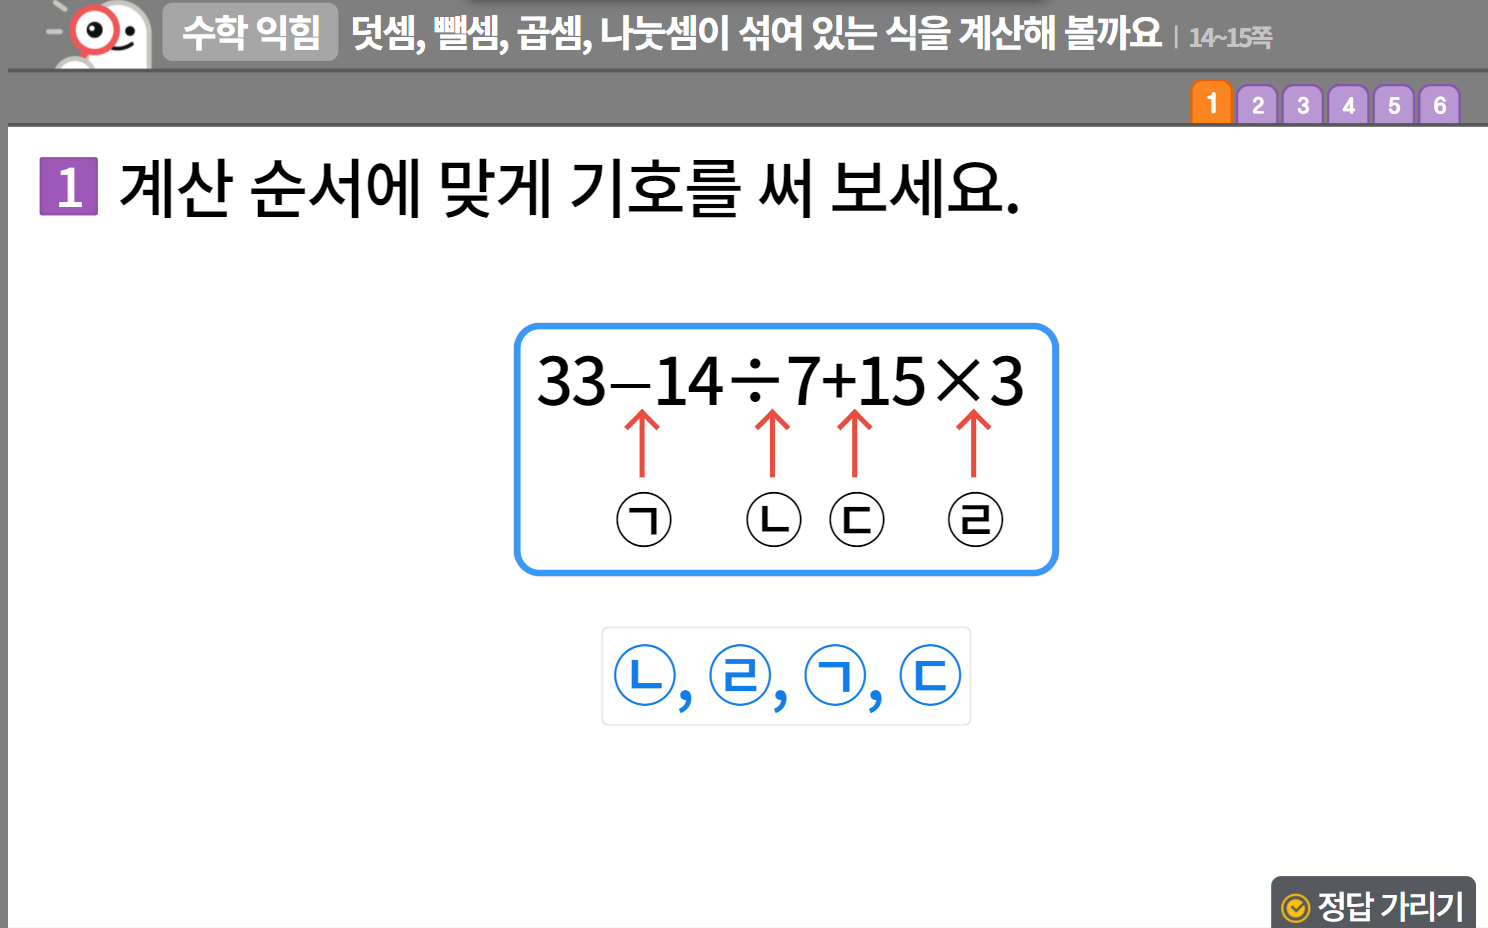 수학 익힘 덧셈, 뺄셈, 곱셈, 나눗셈이 섞여 있는 식을 계산해 볼까요 | 14~15쪽
1 2 3 4 5 6
1 계산 순서에 맞게 기호를 써 보세요.
33−14÷7+15×3
㉠ ㉡ ㉢ ㉣
㉡, ㉣, ㉠, ㉢
정답 가리기